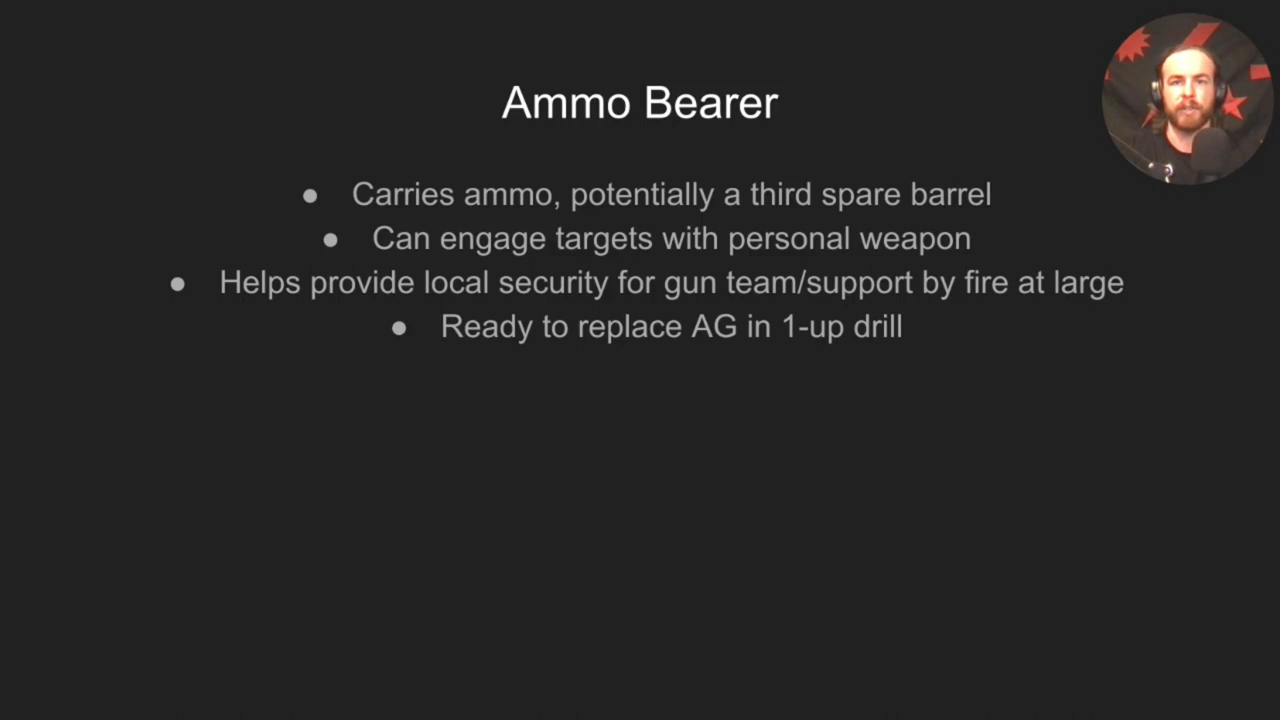 Ammo Bearer
● Carries ammo, potentially a third spare barrel
● Can engage targets with personal weapon
● Helps provide local security for gun team/support by fire at large
● Ready to replace AG in 1-up drill